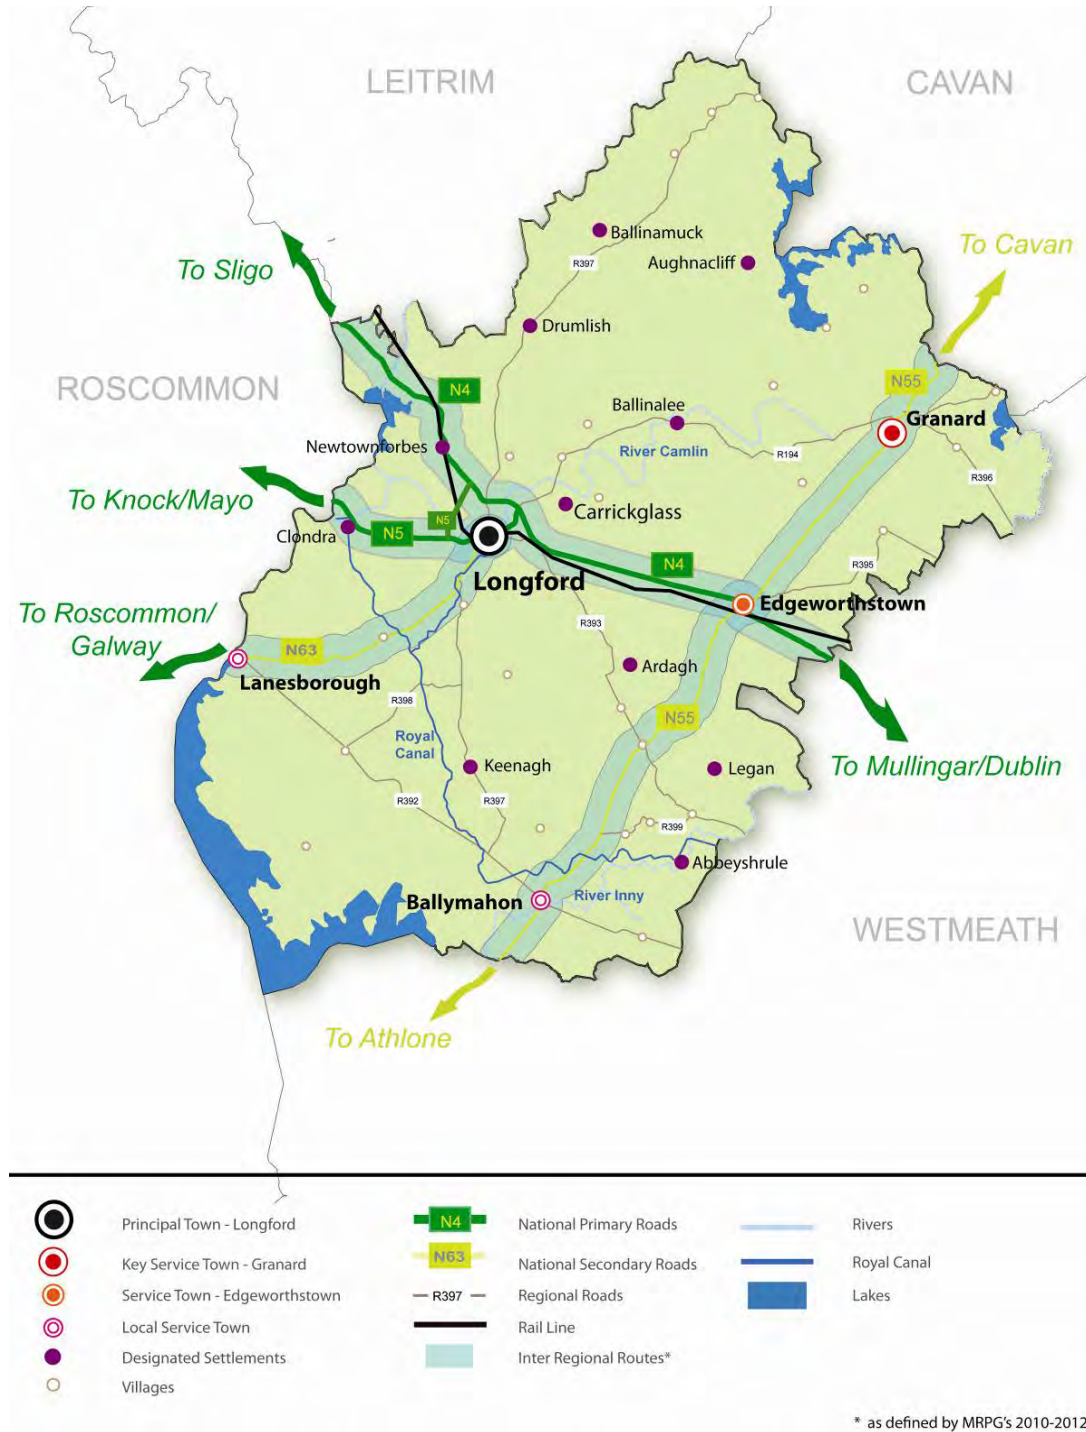 LEITRIM
CAVAN
Ballinamuck
To Cavan
Aughnacliff
To Sligo
R397
Drumlish
N55
ROSCOMMON
N4
Ballinalee
Granard
Newtownforbes
River Camlin
R194
R396
To Knock/Mayo
Carrickglass
N5
Clondra
N5
N4
R395
Longford
Edgeworthstown
To Roscommon/
Galway
R393
N63
Ardagh
Lanesborough
R398
N55
Royal
Canal
Keenagh
Legan
To Mullingar/Dublin
R392
R397
R399
Abbeyshrule
Ballymahon
River Inny
WESTMEATH
To Athlone
Principal Town - Longford
Key Service Town - Granard
Service Town - Edgeworthstown
Local Service Town
Designated Settlements
Villages
N4
National Primary Roads
N63
National Secondary Roads
R397
Regional Roads
Rail Line
Inter Regional Routes*
Rivers
Royal Canal
Lakes
* as defined by MRPG's 2010-2012